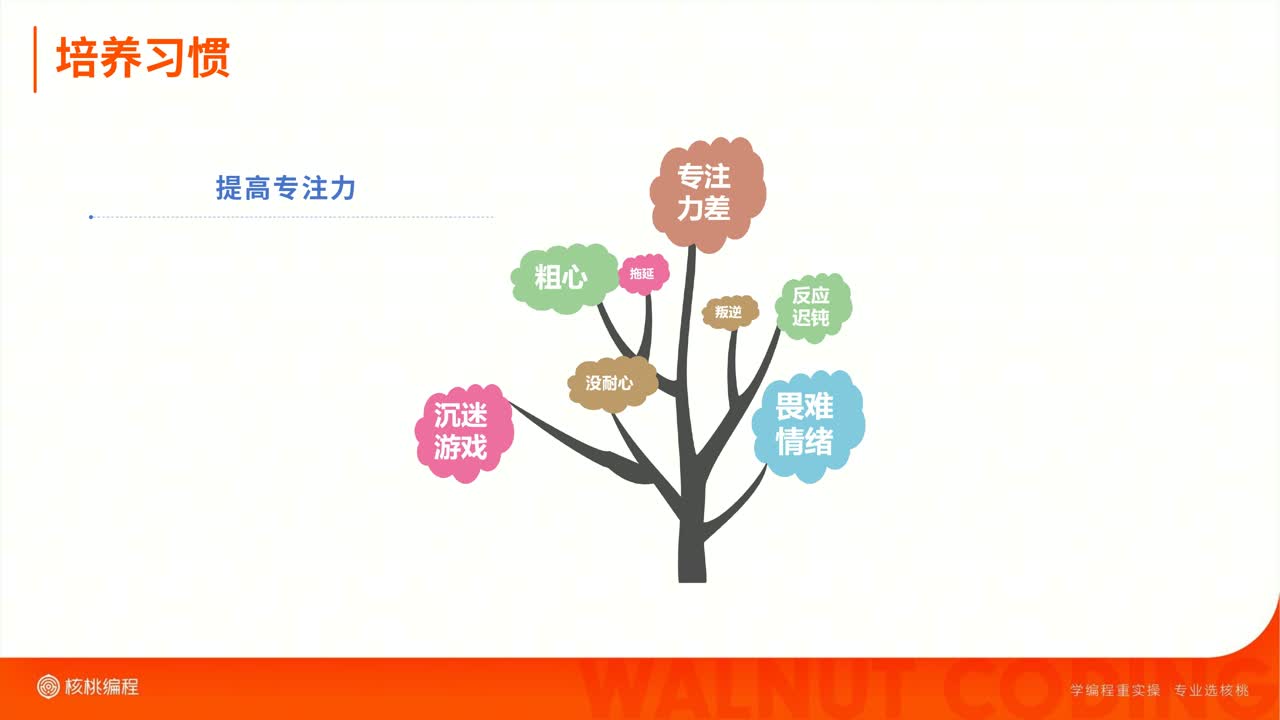 培养习惯
提高专注力
专注
力差
粗心
拖延
叛逆
反应
迟钝
没耐心
沉迷
游戏
畏难
情绪
核桃编程
WALNUT CODING
学编程重实操 专业选核桃